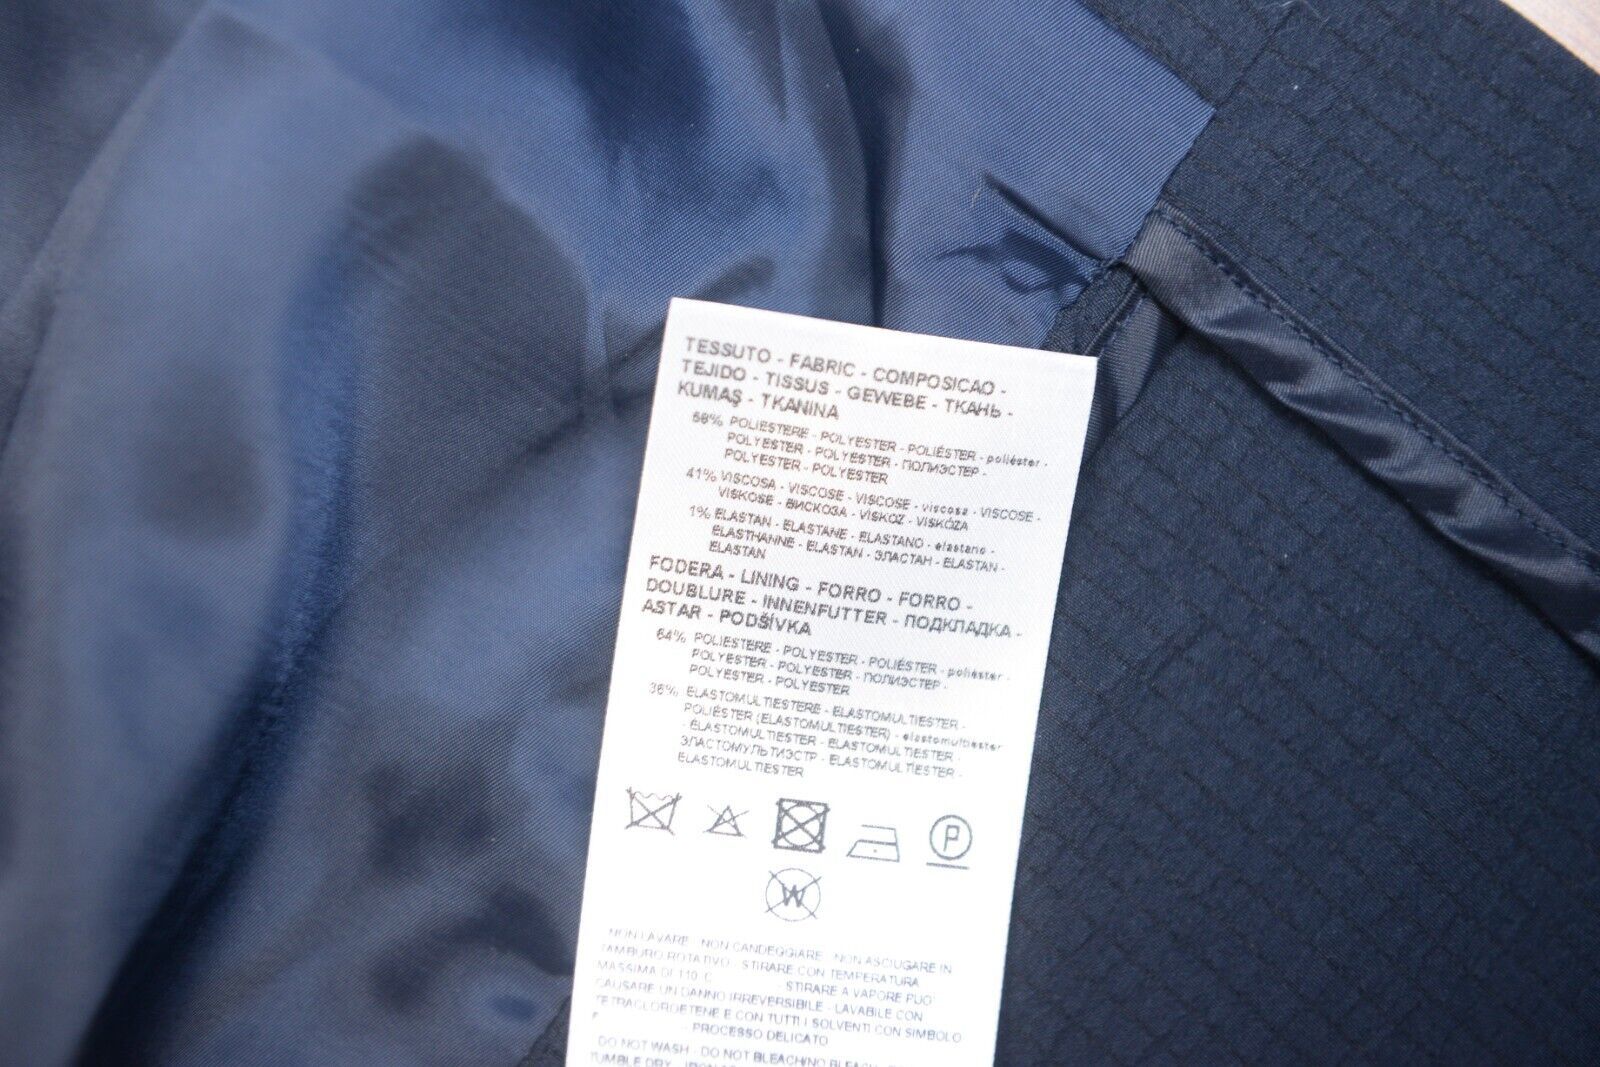 TESSUTO - FABRIC - COMPOSICAO -
TEJIDO - TISSUS - GEWEBE - ТКАНЬ -
KUMAŞ - TKANINA
58% POLIESTERE - POLYESTER - POLIÉSTER - poliéster -
POLYESTER - POLYESTER - ПОЛИЭСТЕР -
POLYESTER - POLYESTER
41% VISCOSA - VISCOSE - VISCOSE - viscosa - VISCOSE -
VISKOSE - ВИСКОЗА - VISKOZ - VISKÓZA
1% ELASTAN - ELASTANE - ELASTANO - elastano -
ELASTHANNE - ELASTAN - ЭЛАСТАН - ELASTAN -
ELASTAN
FODERA - LINING - FORRO - FORRO -
DOUBLURE - INNENFUTTER - ПОДКЛАДКА -
ASTAR - PODŠÍVKA
64% POLIESTERE - POLYESTER - POLIÉSTER - poliéster -
POLYESTER - POLYESTER - ПОЛИЭСТЕР -
POLYESTER - POLYESTER
36% ELASTOMULTIESTERE - ELASTOMULTIESTER -
POLIÉSTER (ELASTOMULTIESTER) - elastomultiester
- ELASTOMULTIESTER - ELASTOMULTIESTER -
ЭЛАСТОМУЛЬТИЭСТР - ELASTOMULTIESTER -
ELASTOMULTIESTER
P
W
NON LAVARE - NON CANDEGGIARE - NON ASCIUGARE IN
TAMBURO ROTATIVO - STIRARE CON TEMPERATURA
MASSIMA DI 110 C - STIRARE A VAPORE PUO'
CAUSARE UN DANNO IRREVERSIBILE - LAVABILE CON
TETRACLOROETENE E CON TUTTI I SOLVENTI CON SIMBOLO
F - PROCESSO DELICATO
DO NOT WASH - DO NOT BLEACH/NO BLEACH
TUMBLE DRY - IRON